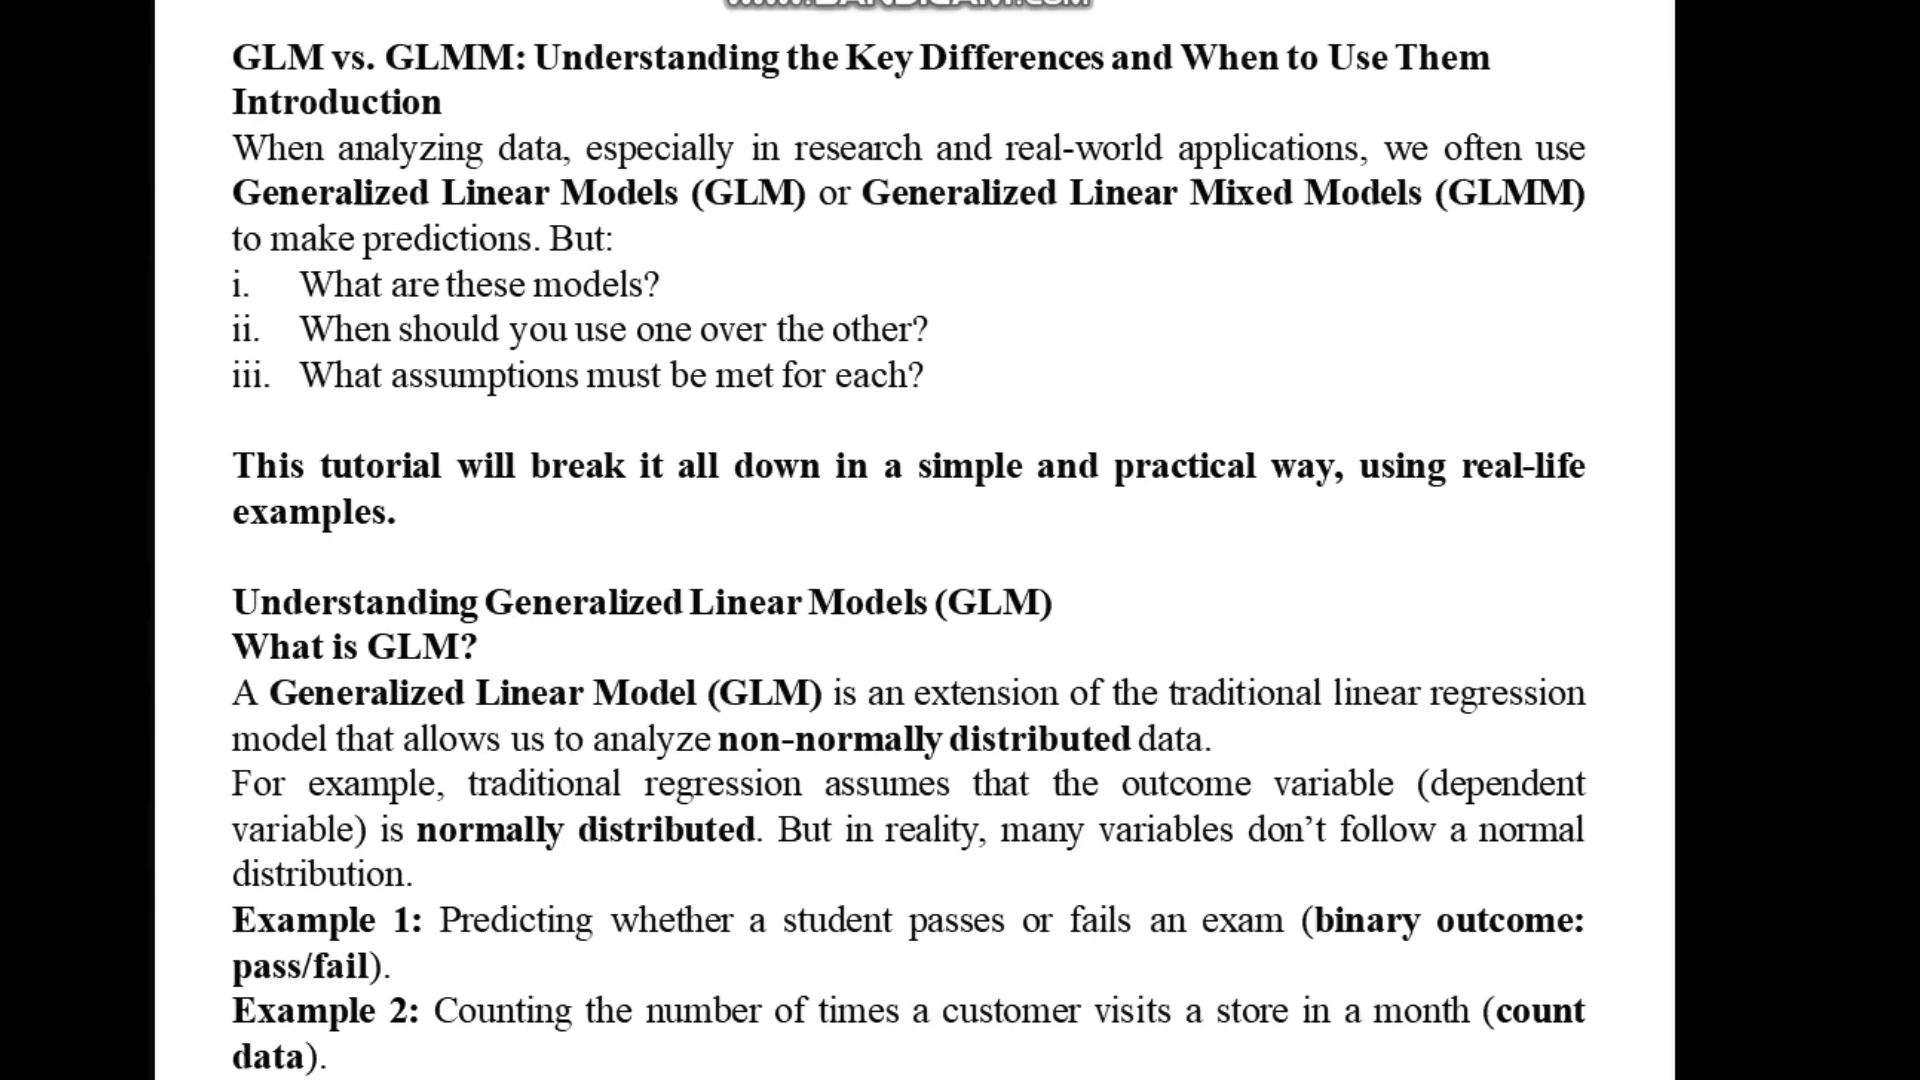 GLM vs. GLMM: Understanding the Key Differences and When to Use Them
Introduction
When analyzing data, especially in research and real-world applications, we often use
Generalized Linear Models (GLM) or Generalized Linear Mixed Models (GLMM)
to make predictions. But:
i. What are these models?
ii. When should you use one over the other?
iii. What assumptions must be met for each?
This tutorial will break it all down in a simple and practical way, using real-life
examples.
Understanding Generalized Linear Models (GLM)
What is GLM?
A Generalized Linear Model (GLM) is an extension of the traditional linear regression
model that allows us to analyze non-normally distributed data.
For example, traditional regression assumes that the outcome variable (dependent
variable) is normally distributed. But in reality, many variables don’t follow a normal
distribution.
Example 1: Predicting whether a student passes or fails an exam (binary outcome:
pass/fail).
Example 2: Counting the number of times a customer visits a store in a month (count
data).